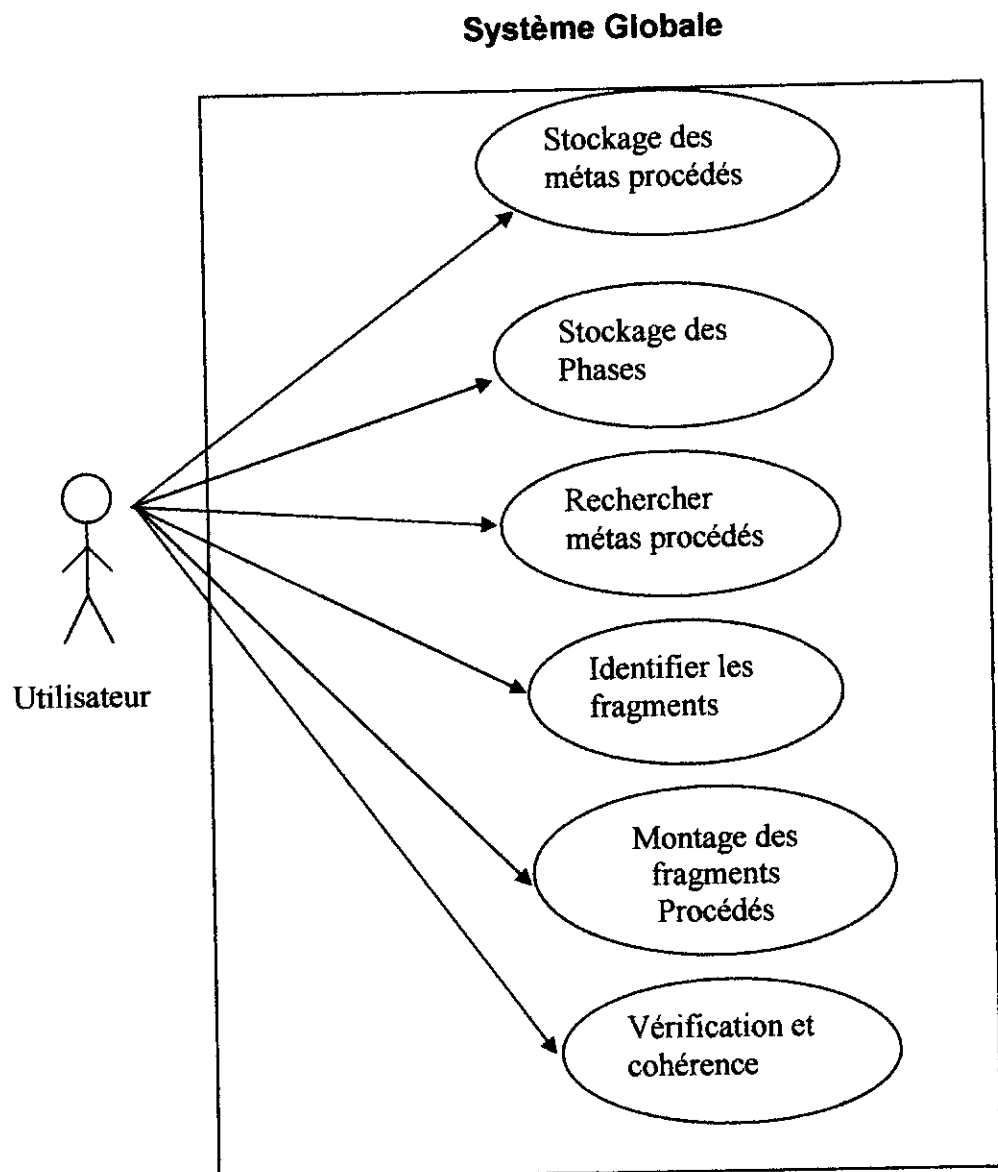 Système Globale
Stockage des
métas procédés
Stockage des
Phases
Rechercher
métas procédés
Utilisateur
Identifier les
fragments
Montage des
fragments
Procédés
Vérification et
cohérence